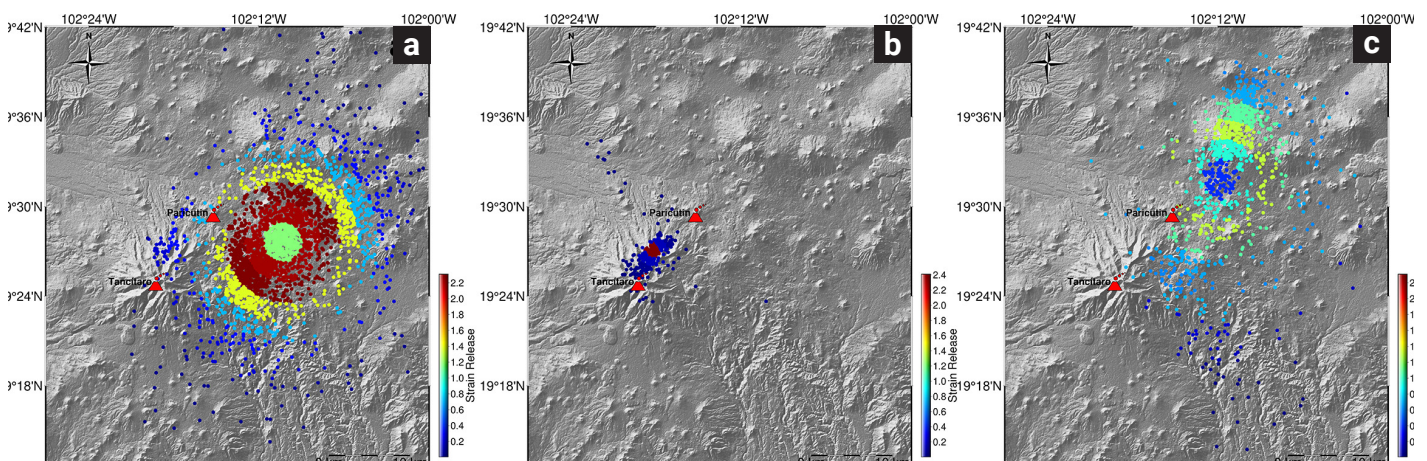 102°24'W 102°12'W 102°00'W
19°42'N
a
N
19°36'N
19°30'N
Paricutin
Tancitaro
19°24'N
19°18'N
2.2
2.0
1.8
1.6
1.4
1.2
1.0
0.8
0.6
0.4
0.2
Strain Release
102°24'W 102°12'W 102°00'W
19°42'N
b
N
19°36'N
19°30'N
Paricutin
Tancitaro
19°24'N
19°18'N
2.4
2.2
2.0
1.8
1.6
1.4
1.2
1.0
0.8
0.6
0.4
0.2
Strain Release
102°24'W 102°12'W 102°00'W
19°42'N
c
N
19°36'N
19°30'N
Paricutin
Tancitaro
19°24'N
19°18'N